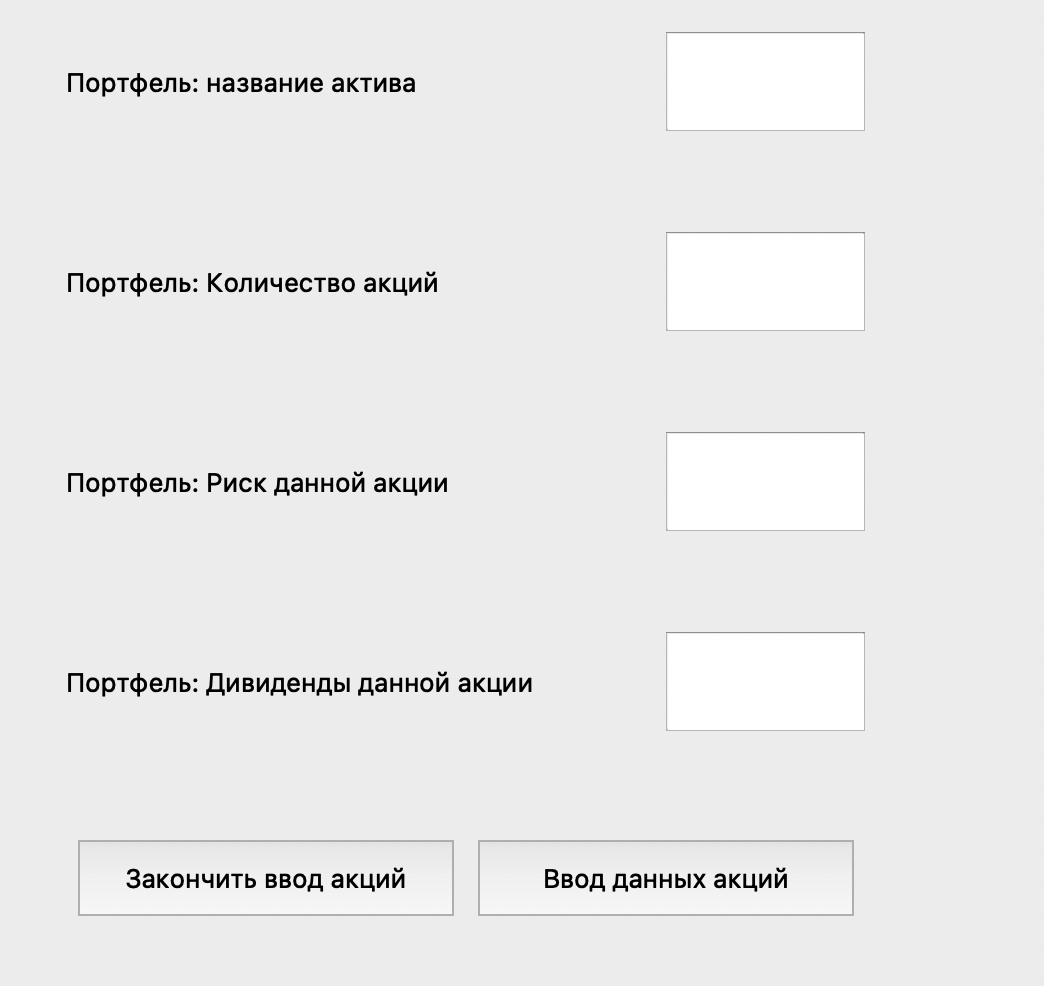 Портфель: название актива
Портфель: Количество акций
Портфель: Риск данной акции
Портфель: Дивиденды данной акции
Закончить ввод акций
Ввод данных акций